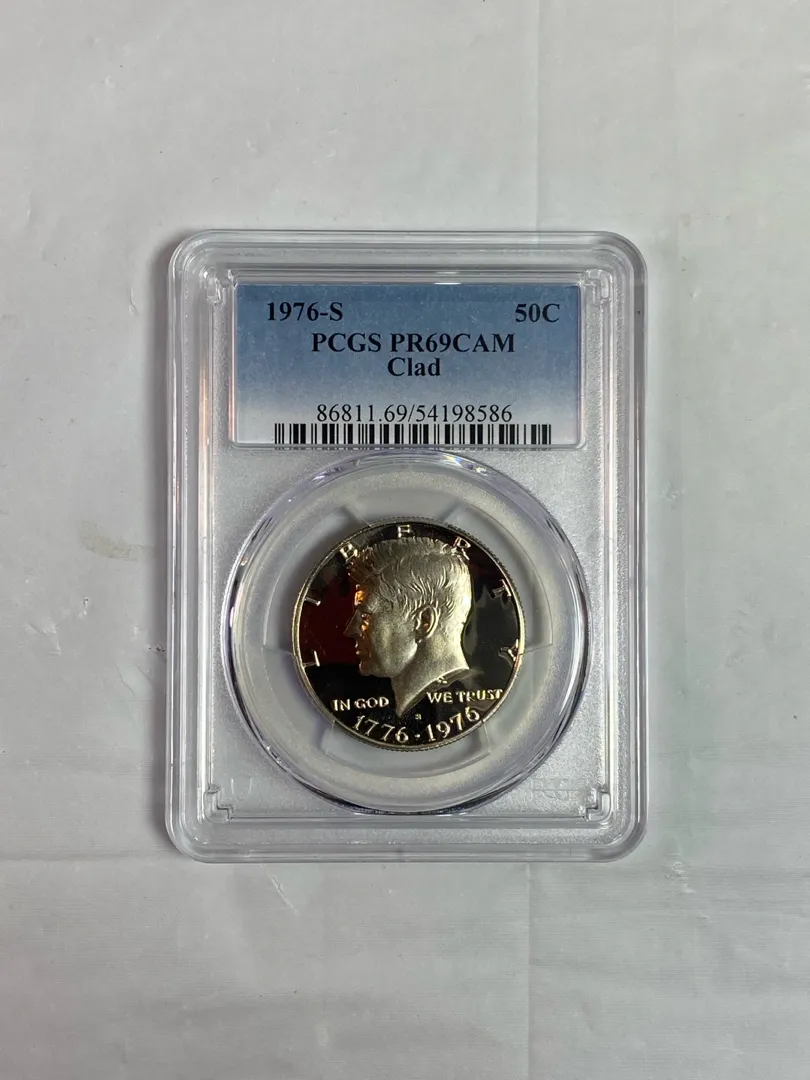 1976-S 50C
PCGS PR69CAM
Clad
86811.69/54198586
LIBERTY
IN GOD WE TRUST
S
1776·1976